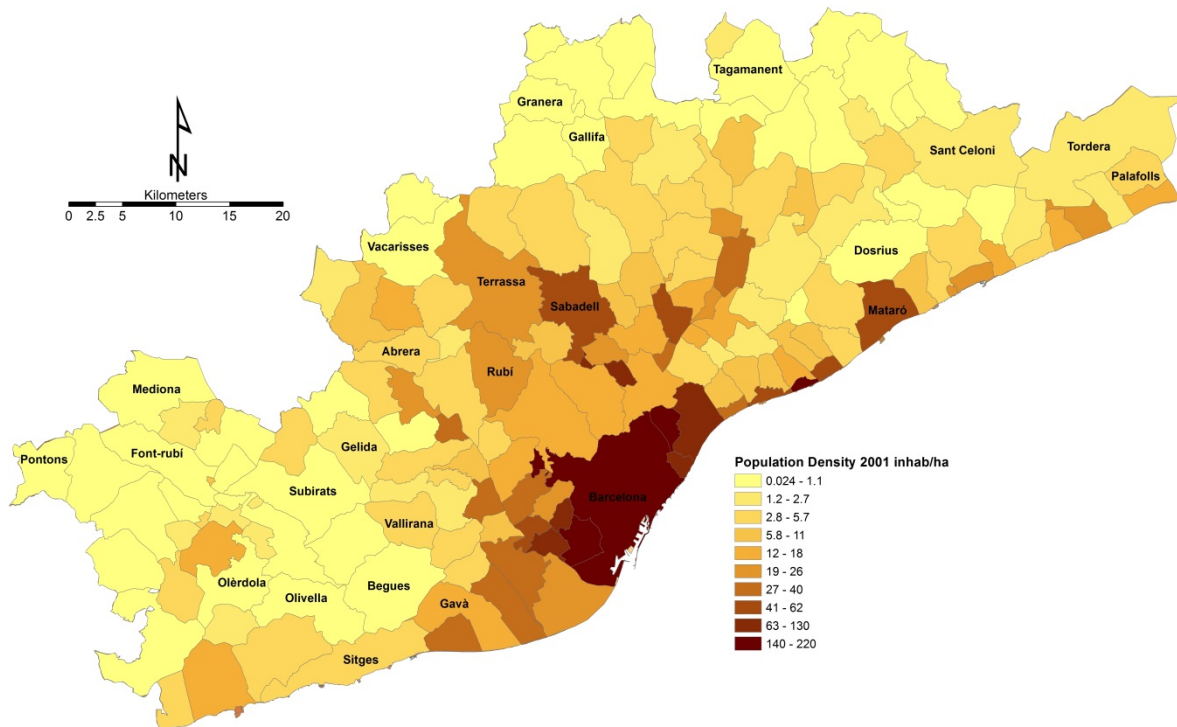 Tagamanent
Granera
Gallifa
Sant Celoni
Tordera
Palafolls
N
Kilometers
0 2.5 5 10 15 20
Vacarisses
Dosrius
Terrassa
Sabadell
Mataró
Abrera
Rubí
Mediona
Gelida
Font-rubí
Pontons
Subirats
Barcelona
Vallirana
Olèrdola
Begues
Olivella
Gavà
Sitges
Population Density 2001 inhab/ha
0.024 - 1.1
1.2 - 2.7
2.8 - 5.7
5.8 - 11
12 - 18
19 - 26
27 - 40
41 - 62
63 - 130
140 - 220